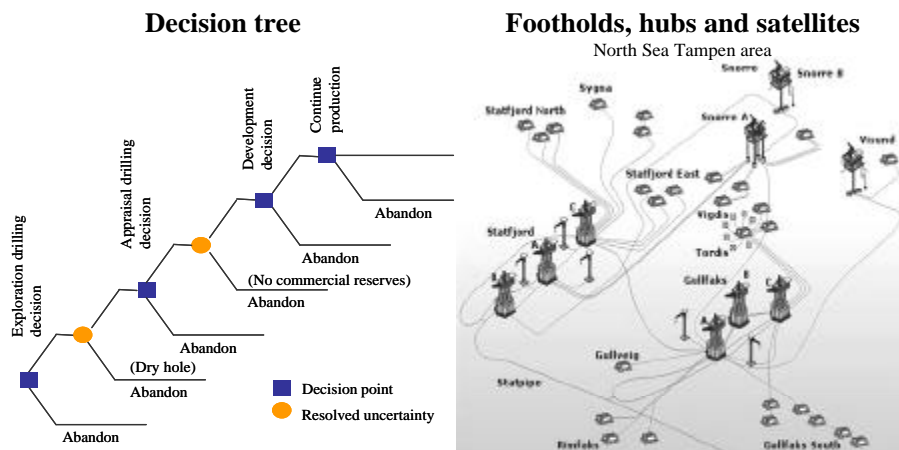 Decision tree
Exploration drilling
decision
Appraisal drilling
decision
Development
decision
Continue
production
Abandon
Abandon
(No commercial reserves)
Abandon
Abandon
(Dry hole)
Abandon
Abandon
Decision point
Resolved uncertainty
Footholds, hubs and satellites
North Sea Tampen area
Snorre
Snorre B
Sygna
Statfjord North
Snorre A
Visund
Statfjord East
C
Vigdis
Statfjord
A
Tordis
B
Gullfaks
B
C
A
Gullveig
Statpipe
Rimfaks
Gullfaks South